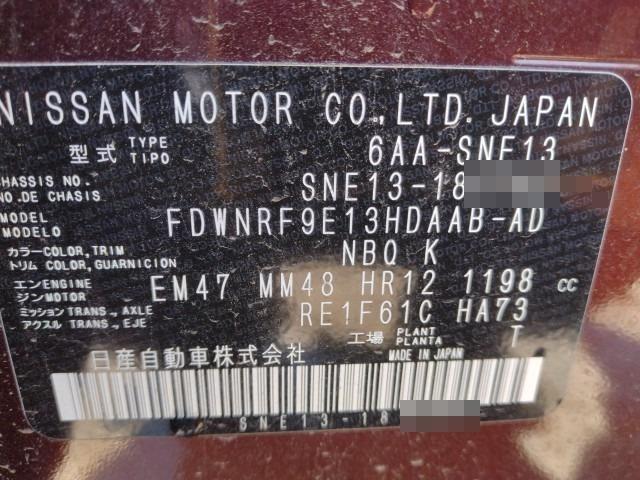 NISSAN MOTOR CO.,LTD. JAPAN
型式 TYPE TIPO 6AA-SNE13
CHASSIS NO. NO.DE CHASIS SNE13-18
MODEL MODELO FDWNRF9E13HDAAB-AD
カラー COLOR,TRIM トリム COLOR,GUARNICION NBQ K
エンジン ENGINE MOTOR EM47 MM48 HR12 1198 cc
ミッション TRANS.,AXLE アクスル TRANS.,EJE RE1F61C HA73
工場 PLANT PLANTA T
日産自動車株式会社 MADE IN JAPAN
SNE13-18